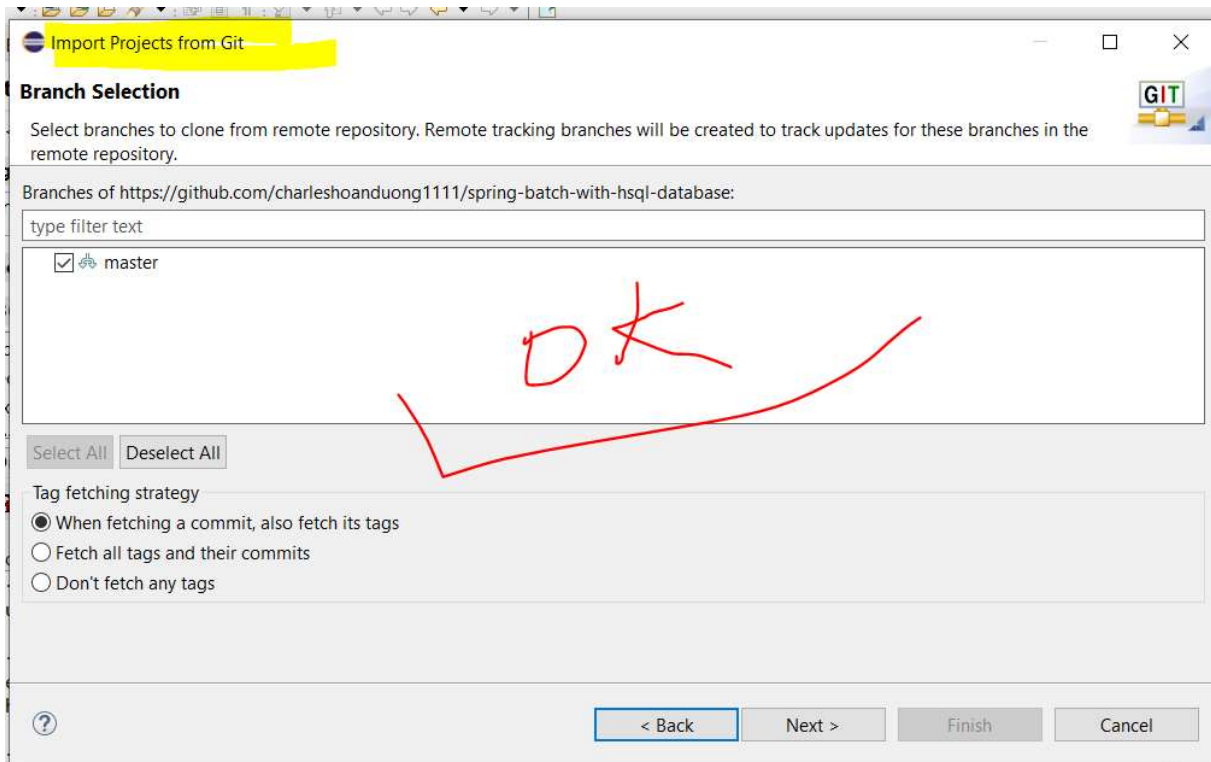 Import Projects from Git
Branch Selection
GIT
Select branches to clone from remote repository. Remote tracking branches will be created to track updates for these branches in the
remote repository.
Branches of https://github.com/charleshoanduong1111/spring-batch-with-hsql-database:
type filter text
master
OK
Select All Deselect All
Tag fetching strategy
When fetching a commit, also fetch its tags
Fetch all tags and their commits
Don't fetch any tags
? < Back Next > Finish Cancel